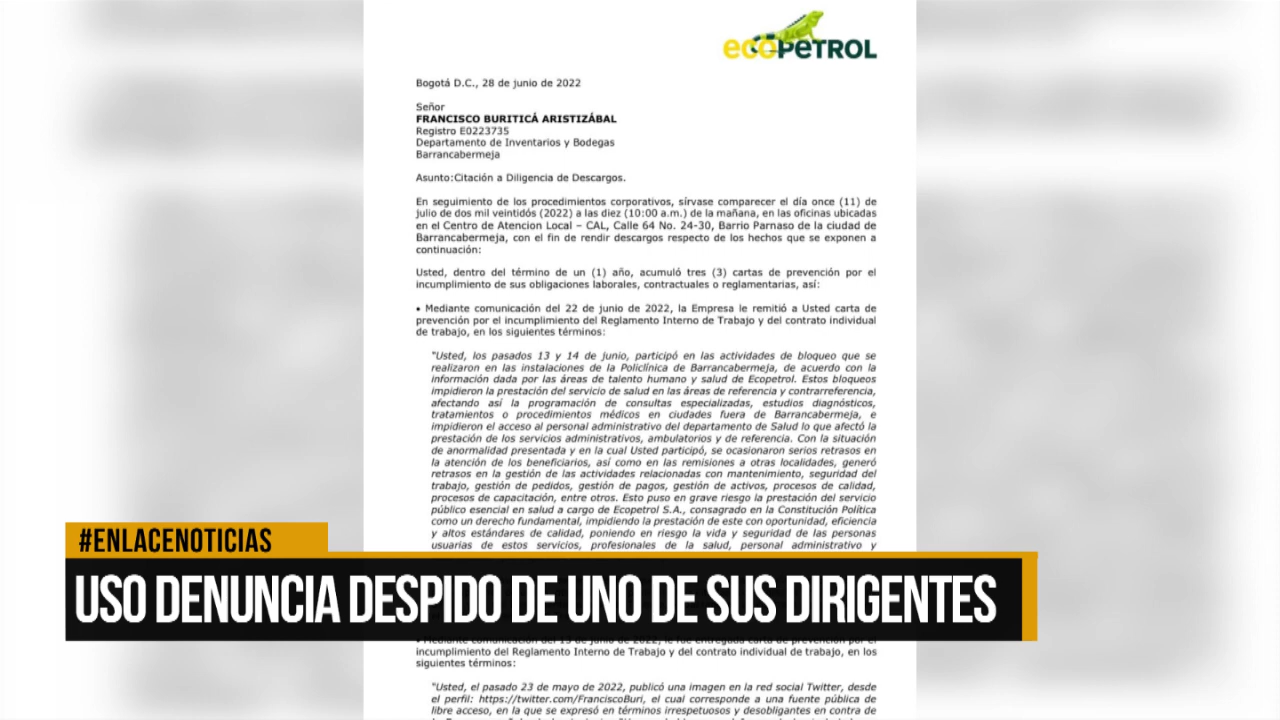 ecopetrol
Bogotá D.C., 28 de junio de 2022
Señor
FRANCISCO BURITICÁ ARISTIZÁBAL
Registro E0223735
Departamento de Inventarios y Bodegas
Barrancabermeja
Asunto:Citación a Diligencia de Descargos.
En seguimiento de los procedimientos corporativos, sírvase comparecer el día once (11) de
julio de dos mil veintidós (2022) a las diez (10:00 a.m.) de la mañana, en las oficinas ubicadas
en el Centro de Atencion Local – CAL, Calle 64 No. 24-30, Barrio Parnaso de la ciudad de
Barrancabermeja, con el fin de rendir descargos respecto de los hechos que se exponen a
continuación:
Usted, dentro del término de un (1) año, acumuló tres (3) cartas de prevención por el
incumplimiento de sus obligaciones laborales, contractuales o reglamentarias, así:
• Mediante comunicación del 22 de junio de 2022, la Empresa le remitió a Usted carta de
prevención por el incumplimiento del Reglamento Interno de Trabajo y del contrato individual
de trabajo, en los siguientes términos:
"Usted, los pasados 13 y 14 de junio, participó en las actividades de bloqueo que se
realizaron en las instalaciones de la Policlínica de Barrancabermeja, de acuerdo con la
información dada por las áreas de talento humano y salud de Ecopetrol. Estos bloqueos
impidieron la prestación del servicio de salud en las áreas de referencia y contrarreferencia,
afectando así la programación de consultas especializadas, estudios diagnósticos,
tratamientos o procedimientos médicos en ciudades fuera de Barrancabermeja, e
impidieron el acceso al personal administrativo del departamento de Salud lo que afectó la
prestación de los servicios administrativos, ambulatorios y de referencia. Con la situación
de anormalidad presentada y en la cual Usted participó, se ocasionaron serios retrasos en
la atención de los beneficiarios, así como en las remisiones a otras localidades, generó
retrasos en la gestión de las actividades relacionadas con mantenimiento, seguridad del
trabajo, gestión de pedidos, gestión de pagos, gestión de activos, procesos de calidad,
procesos de capacitación, entre otros. Esto puso en grave riesgo la prestación del servicio
público esencial en salud a cargo de Ecopetrol S.A., consagrado en la Constitución Política
como un derecho fundamental, impidiendo la prestación de este con oportunidad, eficiencia
y altos estándares de calidad, poniendo en riesgo la vida y seguridad de las personas
usuarias de estos servicios, profesionales de la salud, personal administrativo y
#ENLACENOTICIAS
USO DENUNCIA DESPIDO DE UNO DE SUS DIRIGENTES
incumplimiento del Reglamento Interno de Trabajo y del contrato individual de trabajo, en los
siguientes términos:
"Usted, el pasado 23 de mayo de 2022, publicó una imagen en la red social Twitter, desde
el perfil: https://twitter.com/FranciscoBuri, el cual corresponde a una fuente pública de
libre acceso, en la que se expresó en términos irrespetuosos y desobligantes en contra de